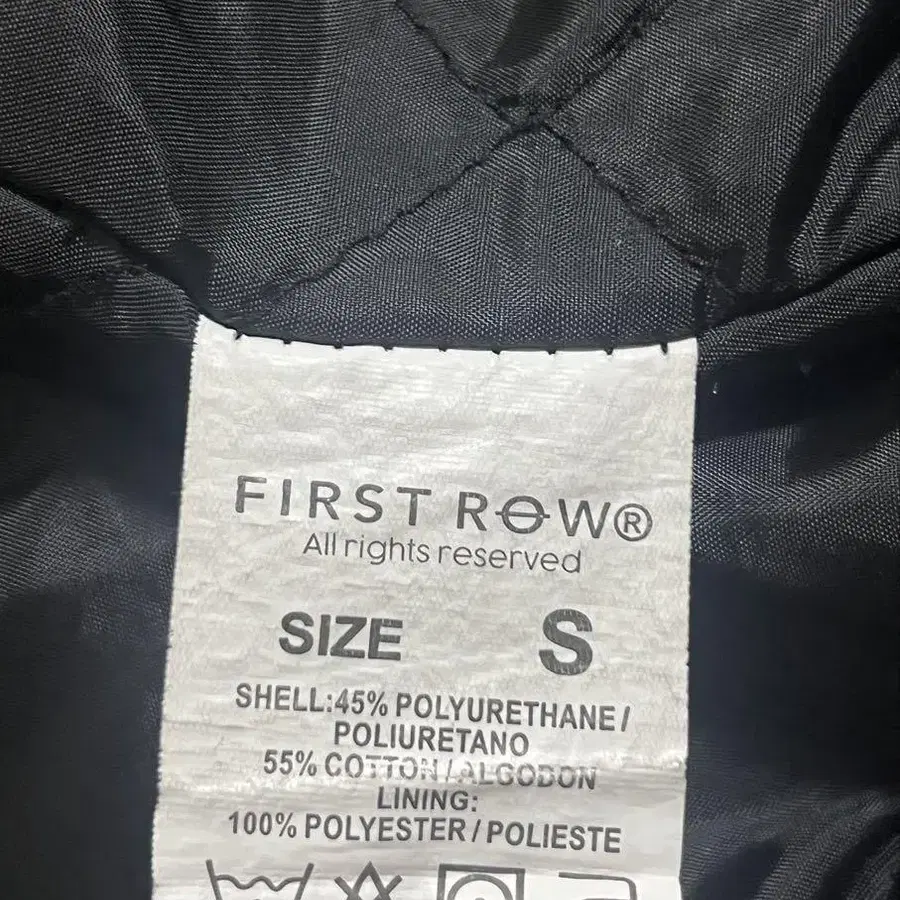 FIRST ROW®
All rights reserved
SIZE S
SHELL:45% POLYURETHANE/
POLIURETANO
55% COTTON/ALGODON
LINING:
100% POLYESTER/POLIESTE